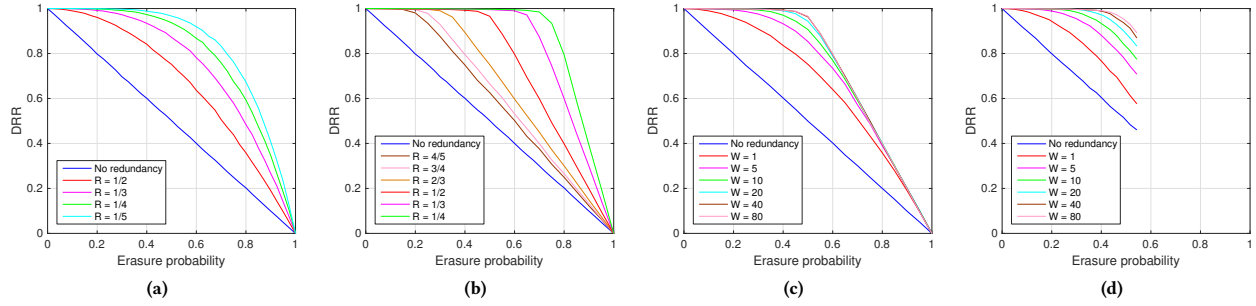 1
0.8
0.6
0.4
0.2
0
DRR
No redundancy
R = 1/2
R = 1/3
R = 1/4
R = 1/5
0 0.2 0.4 0.6 0.8 1
Erasure probability
(a)
1
0.8
0.6
0.4
0.2
0
DRR
No redundancy
R = 4/5
R = 3/4
R = 2/3
R = 1/2
R = 1/3
R = 1/4
0 0.2 0.4 0.6 0.8 1
Erasure probability
(b)
1
0.8
0.6
0.4
0.2
0
DRR
No redundancy
W = 1
W = 5
W = 10
W = 20
W = 40
W = 80
0 0.2 0.4 0.6 0.8 1
Erasure probability
(c)
1
0.8
0.6
0.4
0.2
0
DRR
No redundancy
W = 1
W = 5
W = 10
W = 20
W = 40
W = 80
0 0.2 0.4 0.6 0.8 1
Erasure probability
(d)